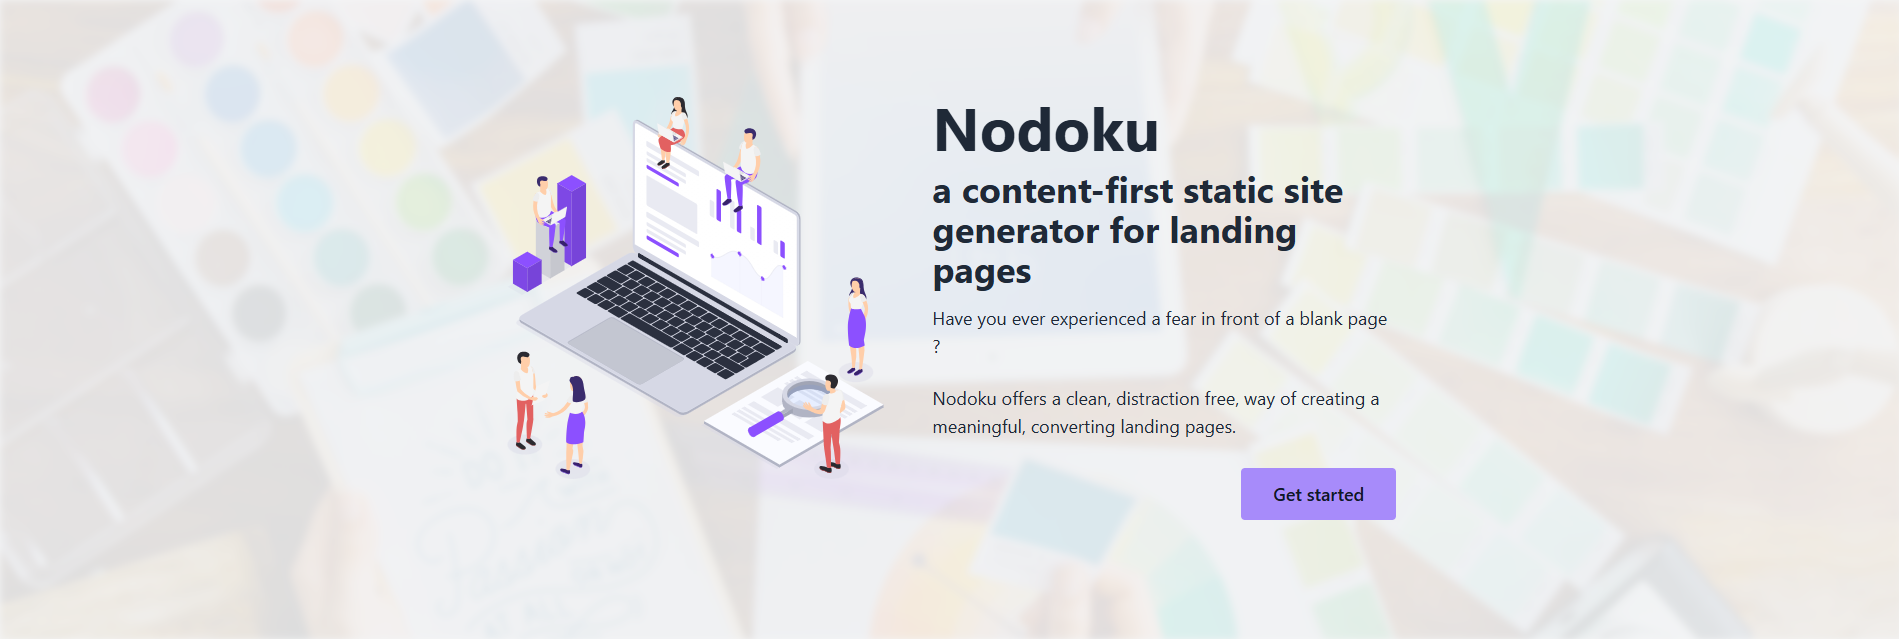 Nodoku
a content-first static site
generator for landing
pages
Have you ever experienced a fear in front of a blank page
?
Nodoku offers a clean, distraction free, way of creating a
meaningful, converting landing pages.
Get started